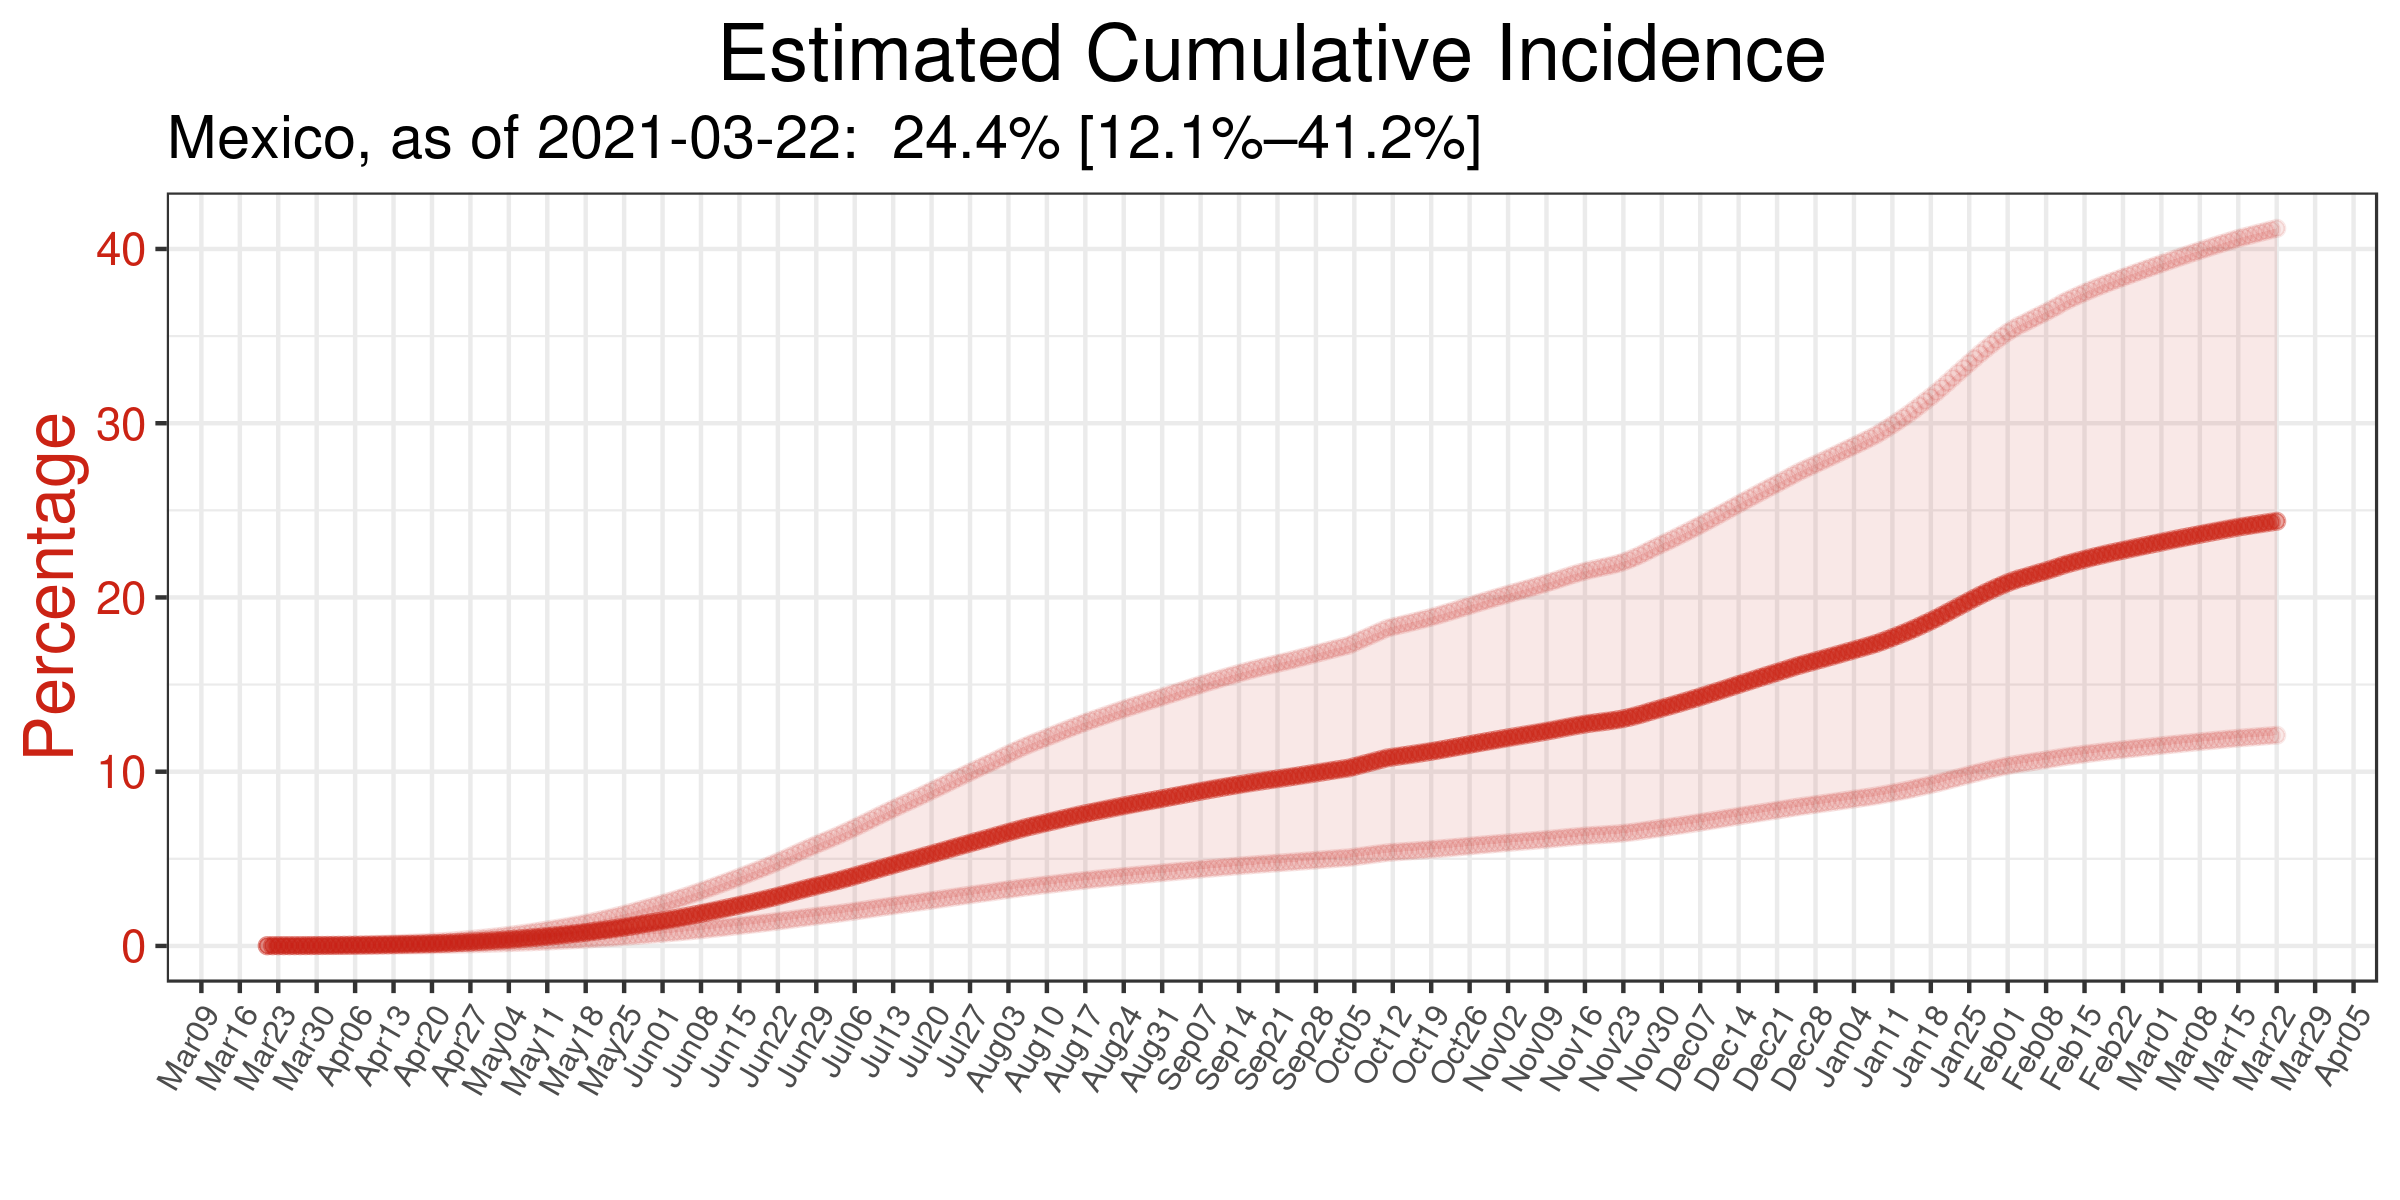 Estimated Cumulative Incidence
Mexico, as of 2021-03-22:  24.4% [12.1%–41.2%]
Percentage
40
30
20
10
0
Mar09 Mar16 Mar23 Mar30 Apr06 Apr13 Apr20 Apr27 May04 May11 May18 May25 Jun01 Jun08 Jun15 Jun22 Jun29 Jul06 Jul13 Jul20 Jul27 Aug03 Aug10 Aug17 Aug24 Aug31 Sep07 Sep14 Sep21 Sep28 Oct05 Oct12 Oct19 Oct26 Nov02 Nov09 Nov16 Nov23 Nov30 Dec07 Dec14 Dec21 Dec28 Jan04 Jan11 Jan18 Jan25 Feb01 Feb08 Feb15 Feb22 Mar01 Mar08 Mar15 Mar22 Mar29 Apr05